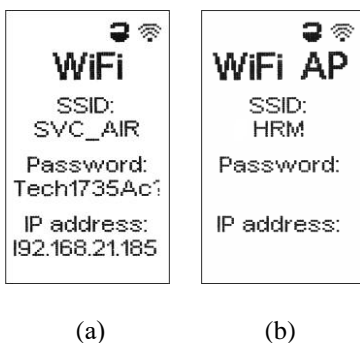 WiFi
SSID:
SVC_AIR
Password:
Tech1735Ac?
IP address:
192.168.21.185
(a)
WiFi AP
SSID:
HRM
Password:
IP address:
(b)